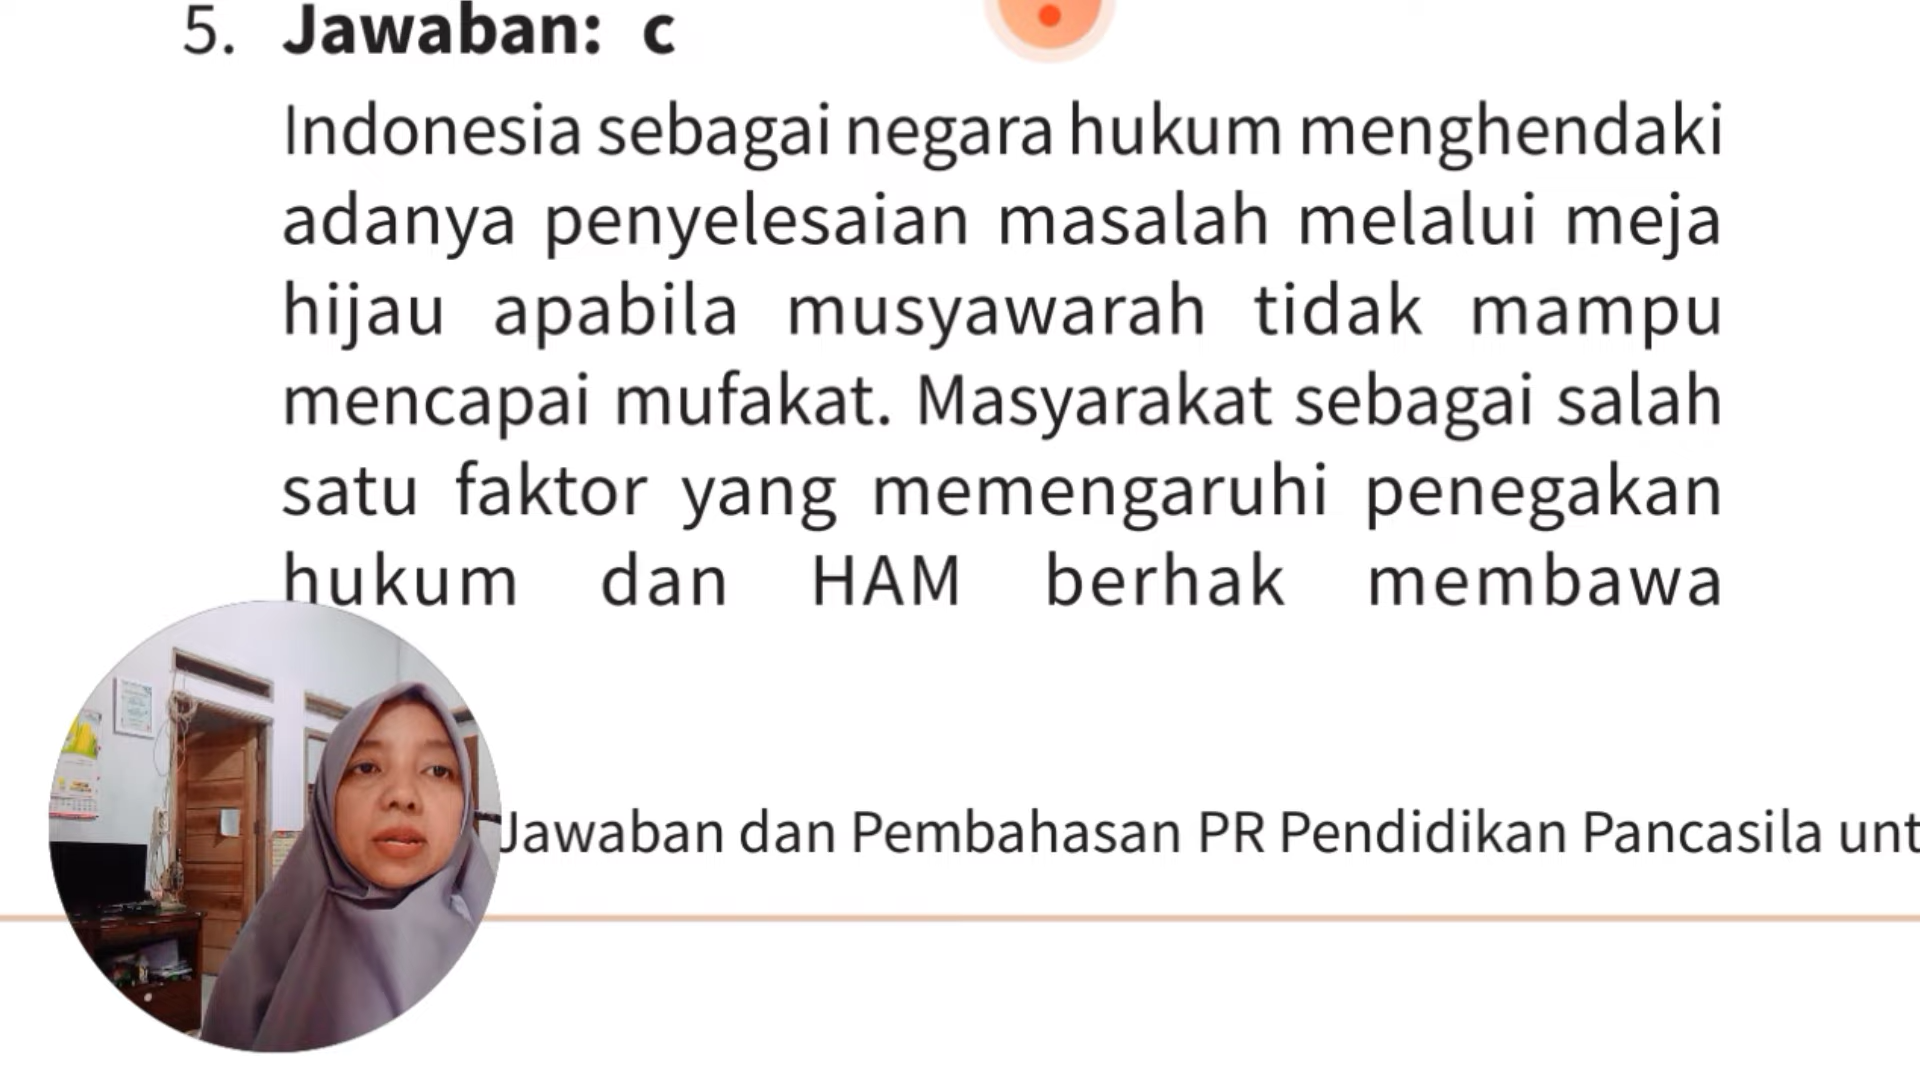 5. Jawaban: c
Indonesia sebagai negara hukum menghendaki
adanya penyelesaian masalah melalui meja
hijau apabila musyawarah tidak mampu
mencapai mufakat. Masyarakat sebagai salah
satu faktor yang memengaruhi penegakan
hukum dan HAM berhak membawa
Jawaban dan Pembahasan PR Pendidikan Pancasila unt